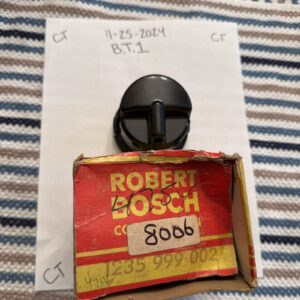 CT
11-25-2024
CT
B.T.1
ROBERT
BOSCH
8006
1235 999 002
CT